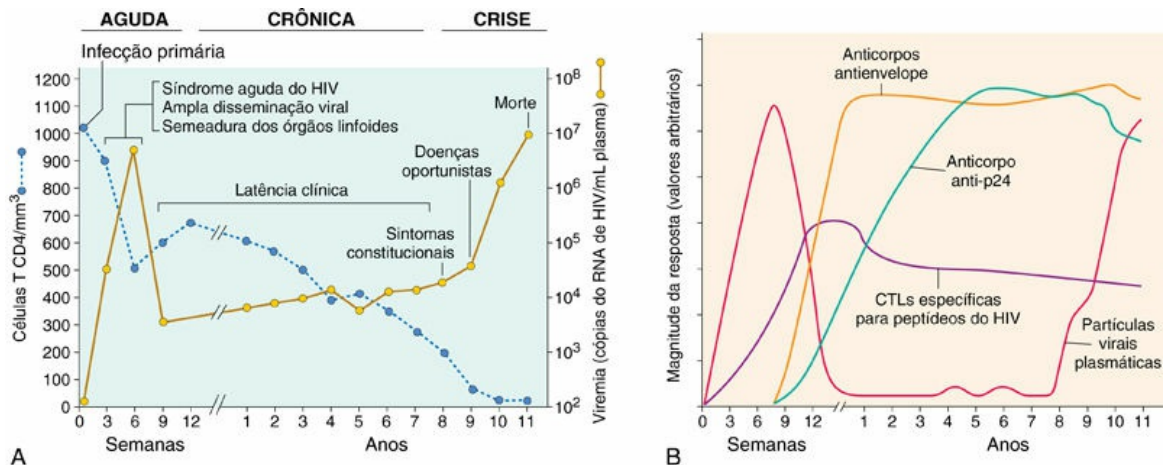 AGUDA CRÔNICA CRISE
Infecção primária
Síndrome aguda do HIV
Ampla disseminação viral
Semeadura dos órgãos linfoides
Latência clínica
Sintomas
constitucionais
Doenças
oportunistas
Morte
Células T CD4/mm³
1200
1100
1000
900
800
700
600
500
400
300
200
100
0
Viremia (cópias do RNA de HIV/mL plasma)
10⁸
10⁷
10⁶
10⁵
10⁴
10³
10²
0 3 6 9 12 1 2 3 4 5 6 7 8 9 10 11
Semanas Anos
A
Magnitude da resposta (valores arbitrários)
Anticorpos
antienvelope
Anticorpo
anti-p24
CTLs específicas
para peptídeos do HIV
Partículas
virais
plasmáticas
0 3 6 9 12 1 2 3 4 5 6 7 8 9 10 11
Semanas Anos
B